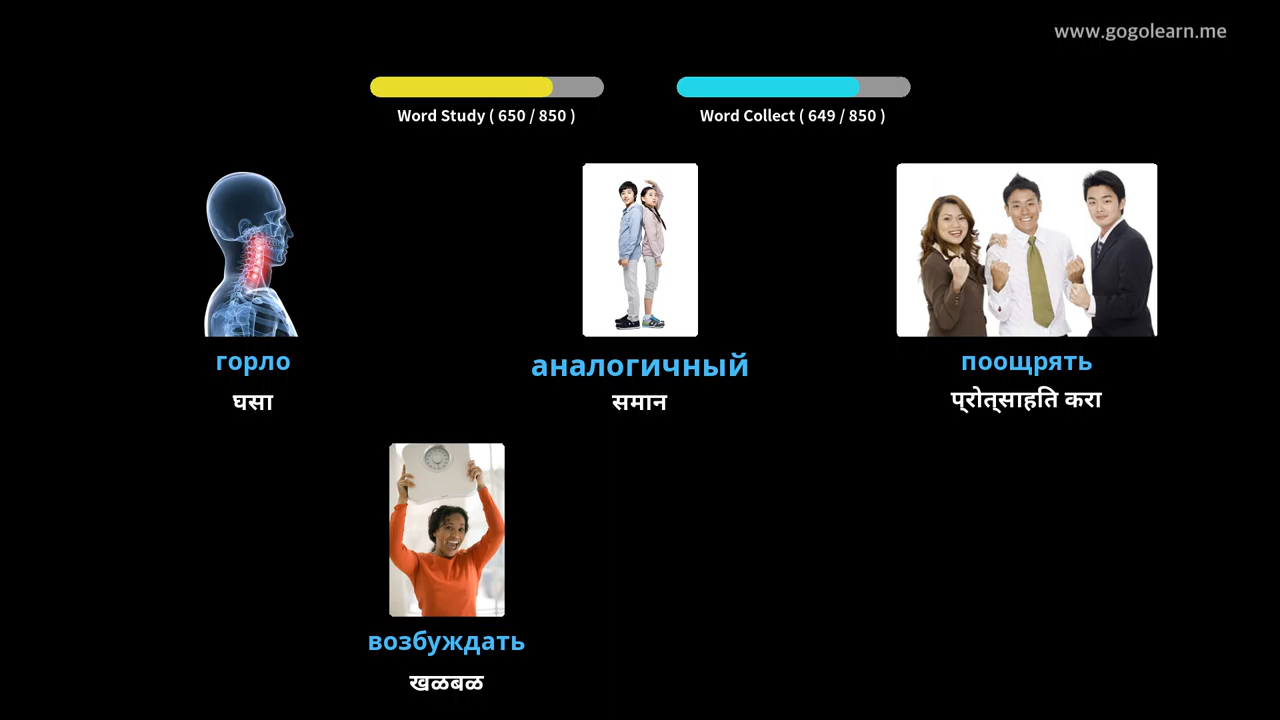 www.gogolearn.me
Word Study ( 650 / 850 )
Word Collect ( 649 / 850 )
горло
аналогичный
поощрять
घसा
समान
प्रोत्साहति करा
возбуждать
खळबळ